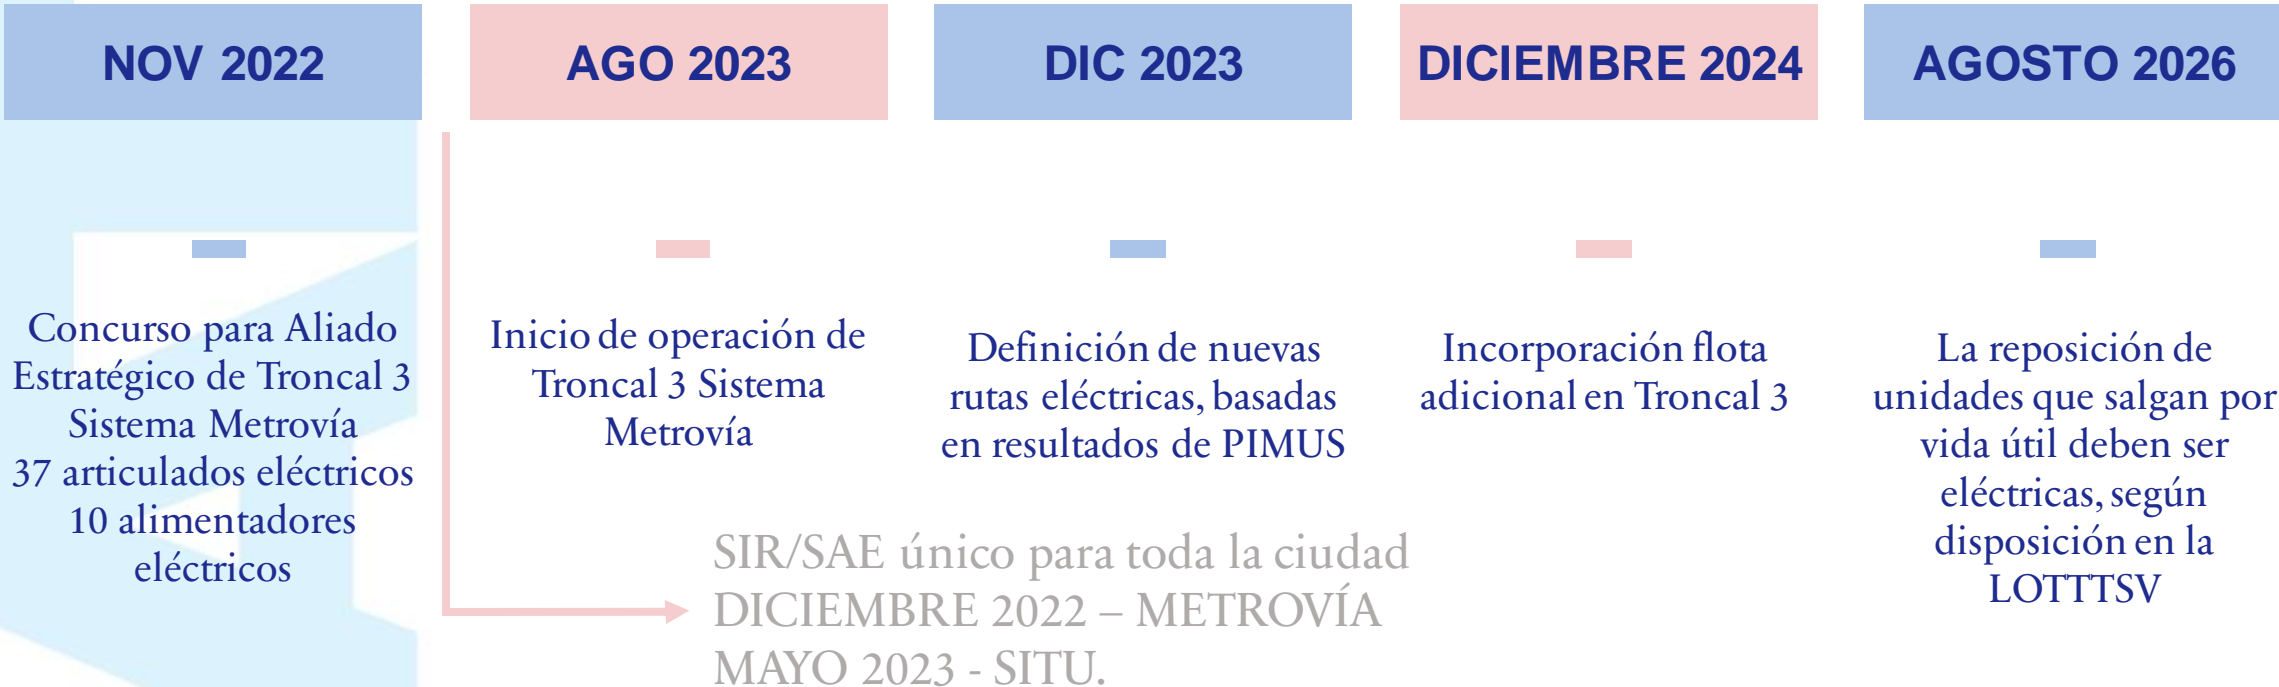 NOV 2022
Concurso para Aliado
Estratégico de Troncal 3
Sistema Metrovía
37 articulados eléctricos
10 alimentadores
eléctricos
AGO 2023
Inicio de operación de
Troncal 3 Sistema
Metrovía
DIC 2023
Definición de nuevas
rutas eléctricas, basadas
en resultados de PIMUS
DICIEMBRE 2024
Incorporación flota
adicional en Troncal 3
AGOSTO 2026
La reposición de
unidades que salgan por
vida útil deben ser
eléctricas, según
disposición en la
LOTTTSV
SIR/SAE único para toda la ciudad
DICIEMBRE 2022 – METROVÍA
MAYO 2023 - SITU.